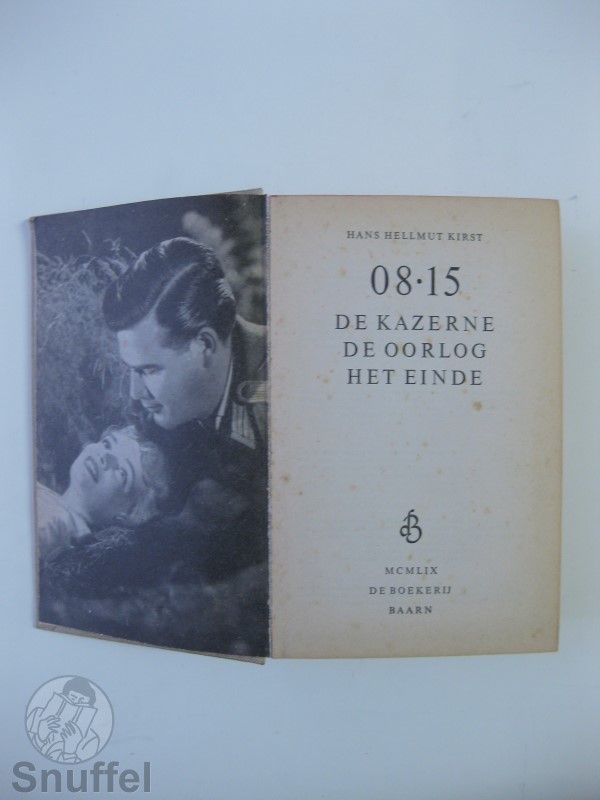 HANS HELLMUT KIRST
08·15
DE KAZERNE
DE OORLOG
HET EINDE
B
MCMLIX
DE BOEKERIJ
BAARN
Snuffel